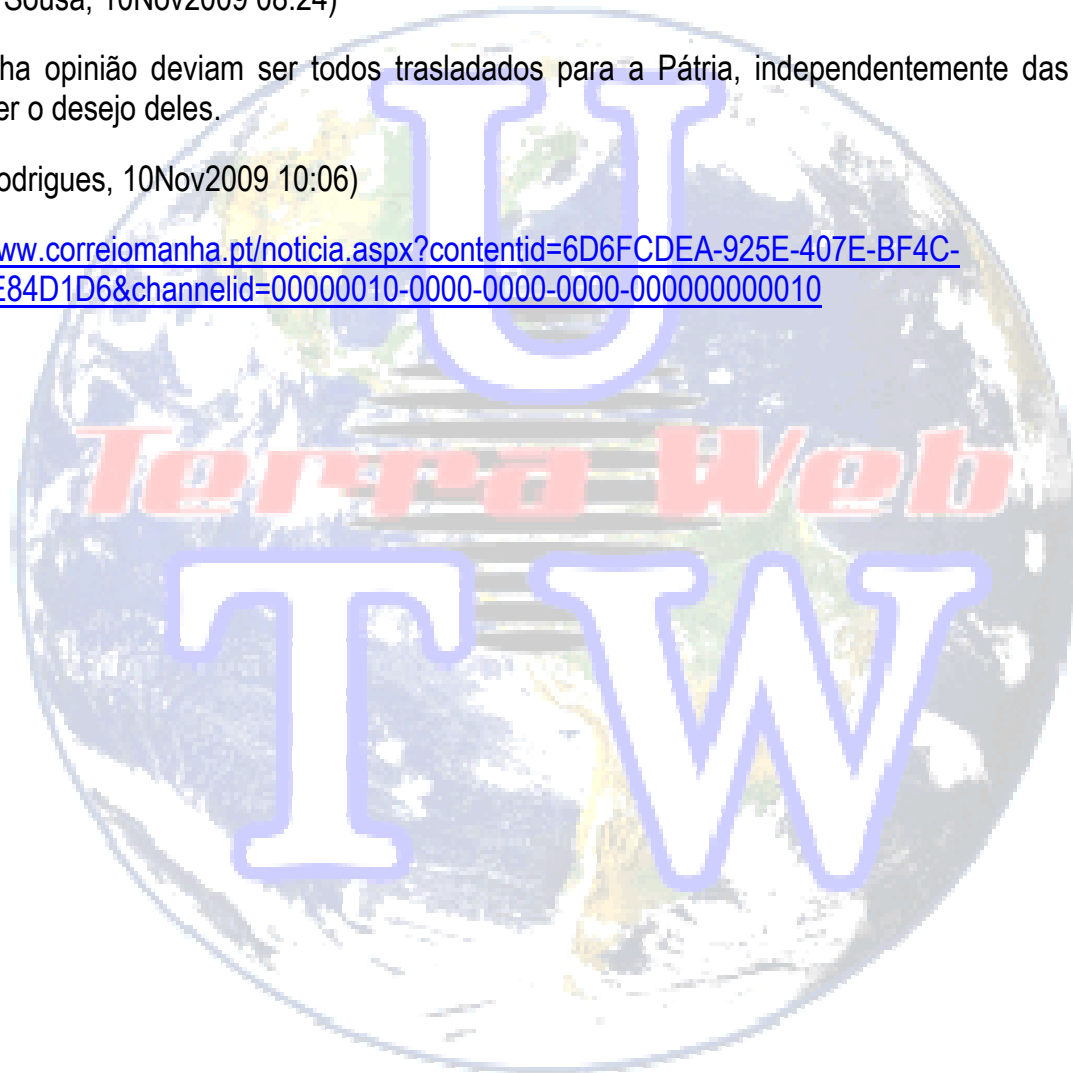 Sousa, 10Nov2009 08:24)
ha opinião deviam ser todos trasladados para a Pátria, independentemente das
er o desejo deles.
odrigues, 10Nov2009 10:06)
ww.correiomanha.pt/noticia.aspx?contentid=6D6FCDEA-925E-407E-BF4C-
E84D1D6&channelid=00000010-0000-0000-0000-000000000010
U
Terra Web
TW